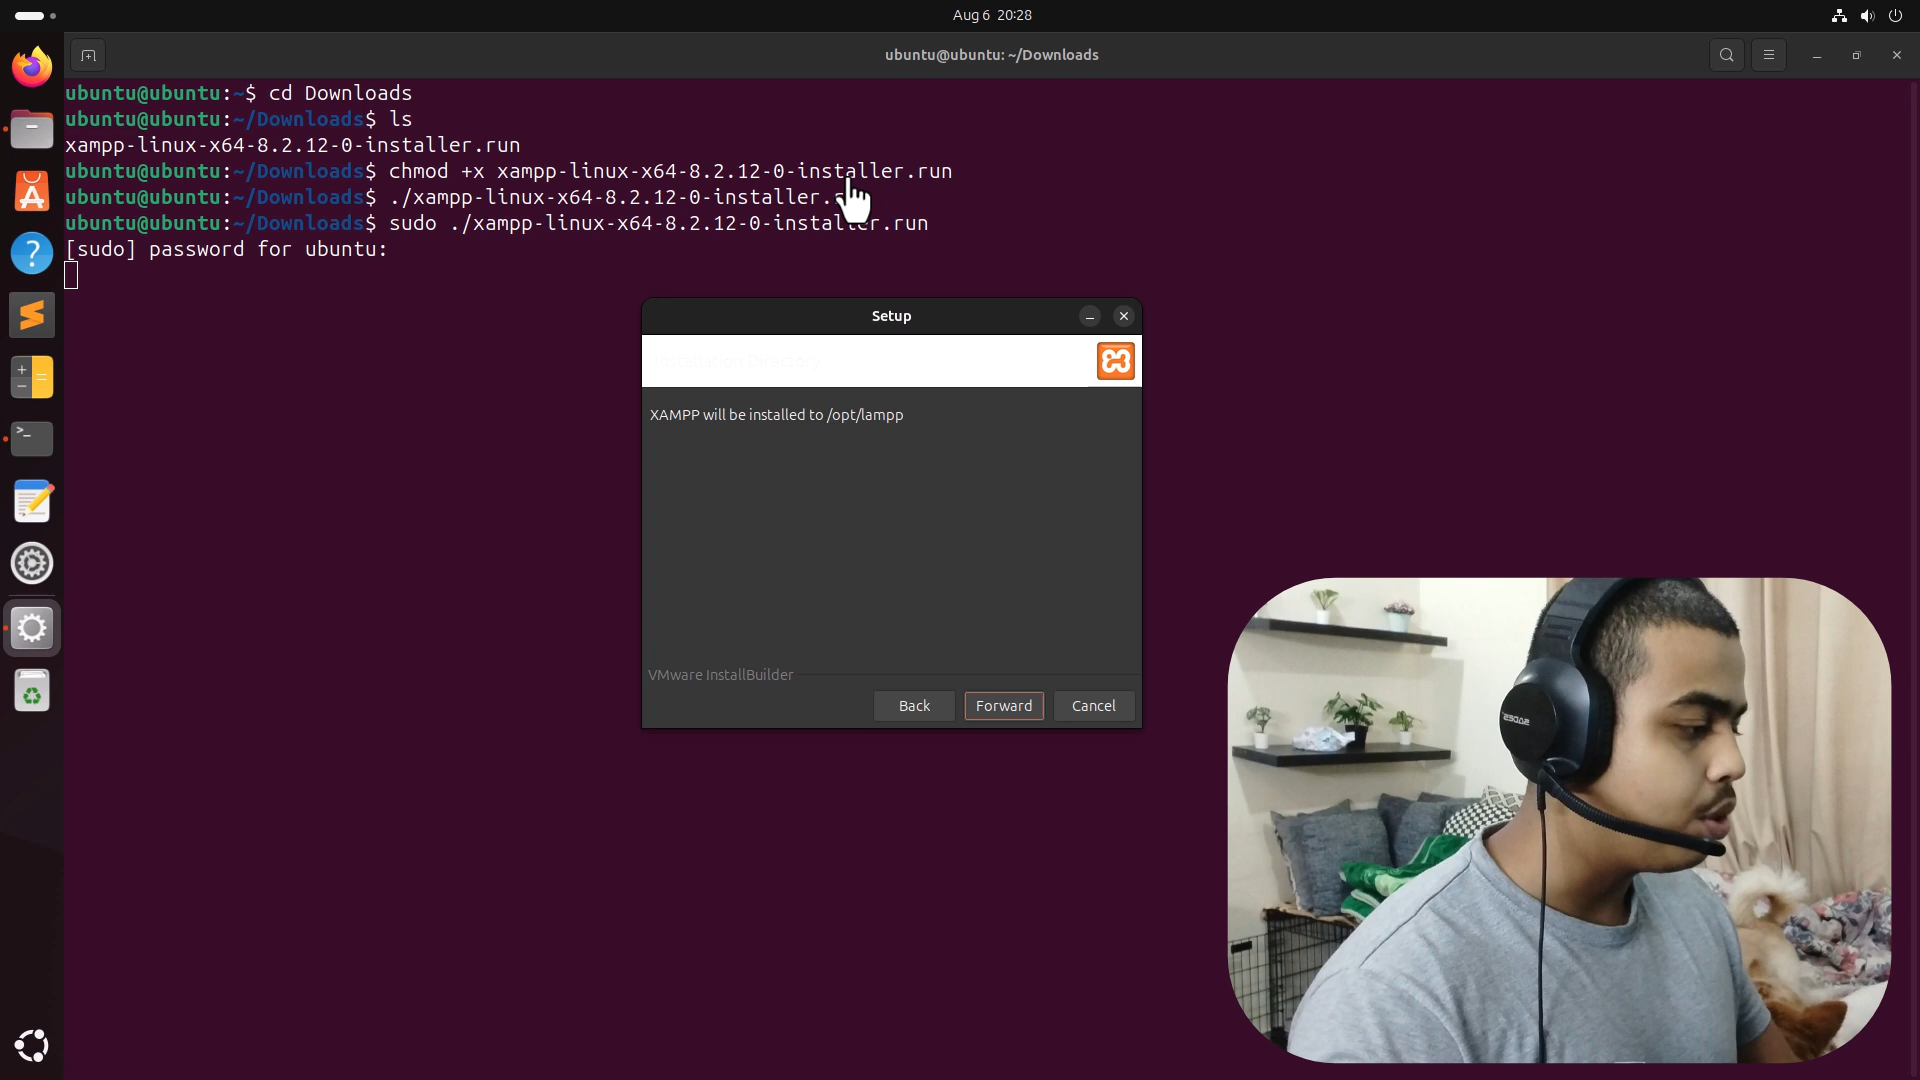 Aug 6 20:28
ubuntu@ubuntu: ~/Downloads
ubuntu@ubuntu:~$ cd Downloads
ubuntu@ubuntu:~/Downloads$ ls
xampp-linux-x64-8.2.12-0-installer.run
ubuntu@ubuntu:~/Downloads$ chmod +x xampp-linux-x64-8.2.12-0-installer.run
ubuntu@ubuntu:~/Downloads$ ./xampp-linux-x64-8.2.12-0-installer.
ubuntu@ubuntu:~/Downloads$ sudo ./xampp-linux-x64-8.2.12-0-installer.run
[sudo] password for ubuntu:
Setup
Installation Directory
XAMPP will be installed to /opt/lampp
VMware InstallBuilder
Back
Forward
Cancel
SADES